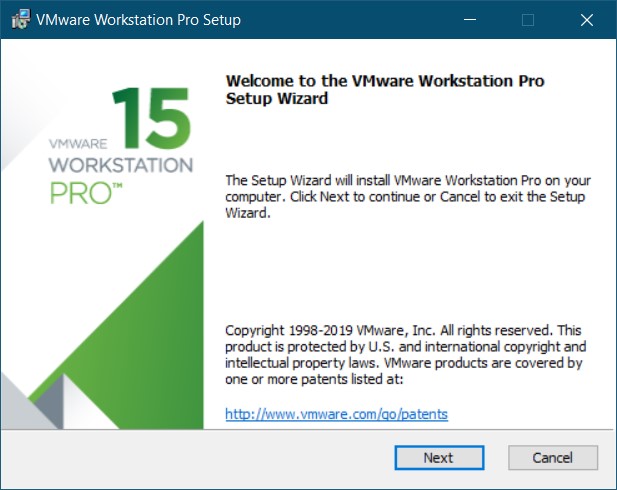 VMware Workstation Pro Setup
Welcome to the VMware Workstation Pro
Setup Wizard
15
VMWARE
WORKSTATION
PRO™
The Setup Wizard will install VMware Workstation Pro on your
computer. Click Next to continue or Cancel to exit the Setup
Wizard.
Copyright 1998-2019 VMware, Inc. All rights reserved. This
product is protected by U.S. and international copyright and
intellectual property laws. VMware products are covered by
one or more patents listed at:
http://www.vmware.com/go/patents
Next
Cancel